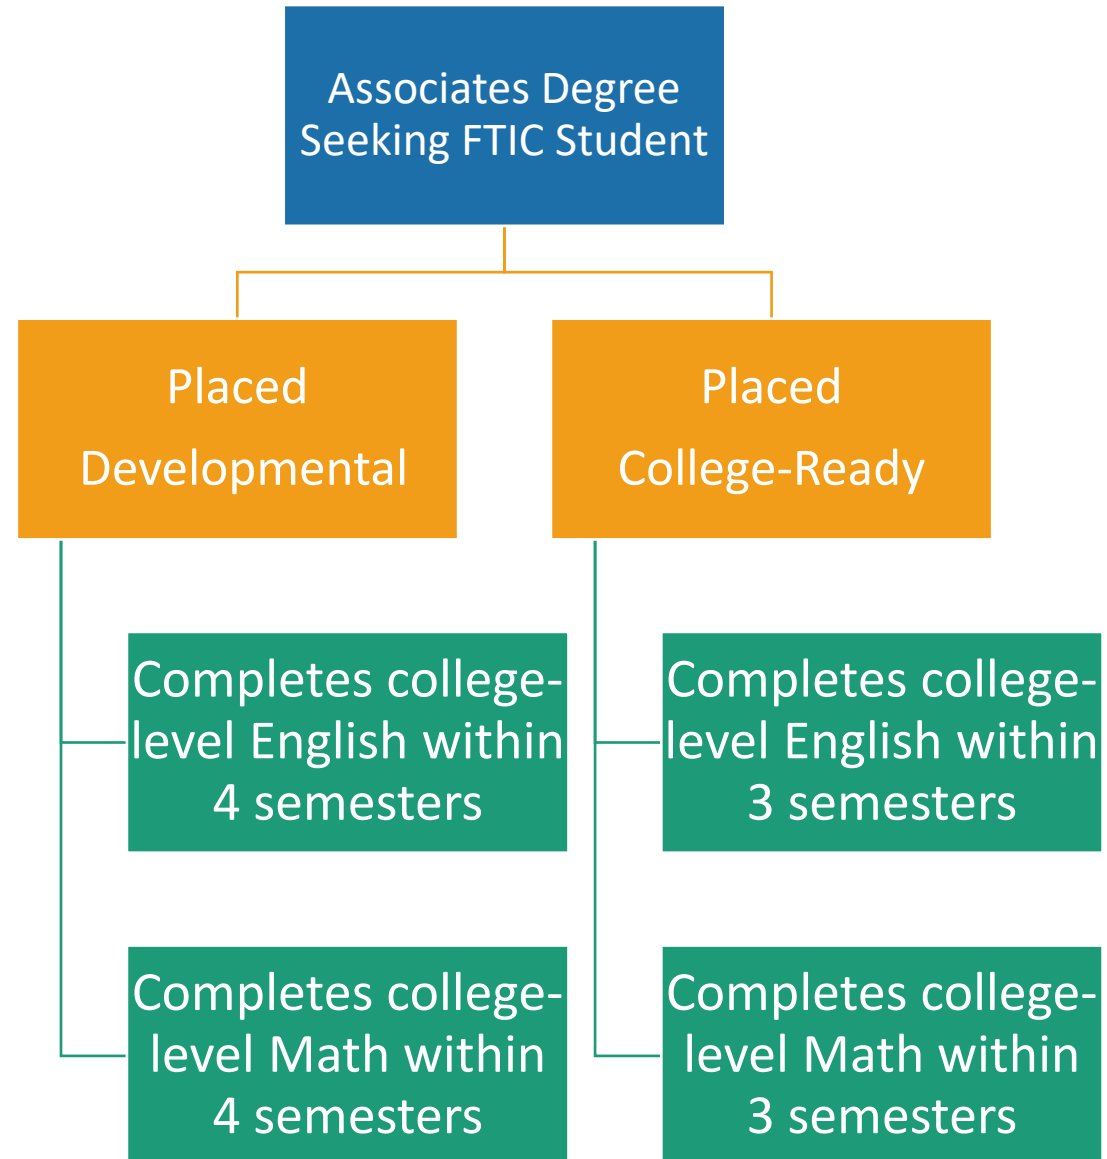 Associates Degree
Seeking FTIC Student
Placed
Developmental
Placed
College-Ready
Completes college-
level English within
4 semesters
Completes college-
level English within
3 semesters
Completes college-
level Math within
4 semesters
Completes college-
level Math within
3 semesters